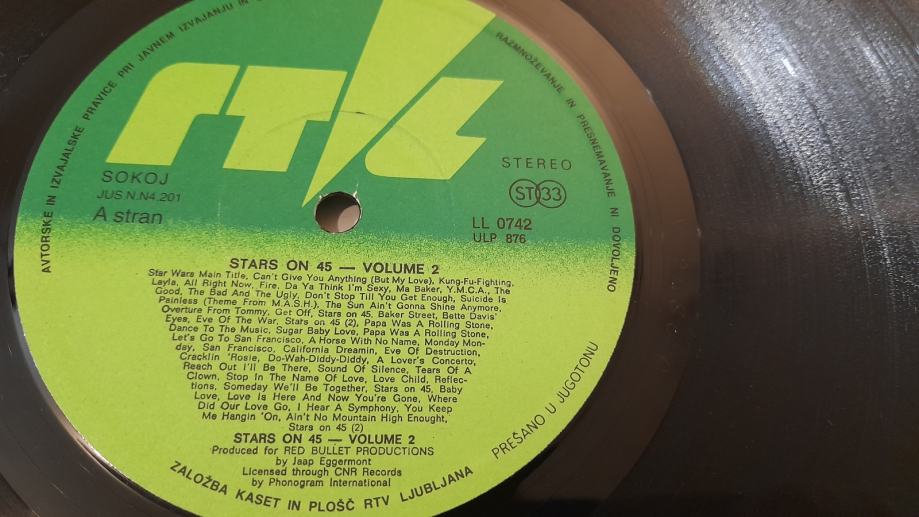 AVTORSKE IN IZVAJALSKE PRAVICE PRI JAVNEM IZVAJANJU IN
RAZMNOŽEVANJE IN PRESNEMAVANJE NI DOVOLJENO
rtl
SOKOJ
JUS N.N4.201
A stran
STEREO
ST 33
LL 0742
ULP 876
STARS ON 45 — VOLUME 2
Star Wars Main Title, Can't Give You Anything (But My Love), Kung-Fu-Fighting,
Layla, All Right Now, Fire, Da Ya Think I'm Sexy, Ma Baker, Y.M.C.A., The
Good, The Bad And The Ugly, Don't Stop Till You Get Enough, Suicide Is
Painless (Theme From M.A.S.H.), The Sun Ain't Gonna Shine Anymore,
Overture From Tommy, Get Off, Stars on 45, Baker Street, Bette Davis'
Eyes, Eve Of The War, Stars on 45 (2), Papa Was A Rolling Stone,
Dance To The Music, Sugar Baby Love, Papa Was A Rolling Stone,
Let's Go To San Francisco, A Horse With No Name, Monday Mon-
day, San Francisco, California Dreamin, Eve Of Destruction,
Cracklin 'Rosie, Do-Wah-Diddy-Diddy, A Lover's Concerto,
Reach Out I'll Be There, Sound Of Silence, Tears Of A
Clown, Stop In The Name Of Love, Love Child, Reflec-
tions, Someday We'll Be Together, Stars on 45, Baby
Love, Love Is Here And Now You're Gone, Where
Did Our Love Go, I Hear A Symphony, You Keep
Me Hangin 'On, Ain't No Mountain High Enought,
Stars on 45 (2)
STARS ON 45 — VOLUME 2
Produced for RED BULLET PRODUCTIONS
by Jaap Eggermont
Licensed through CNR Records
by Phonogram International
ZALOŽBA KASET IN PLOŠČ RTV LJUBLJANA
PREŠANO U JUGOTONU